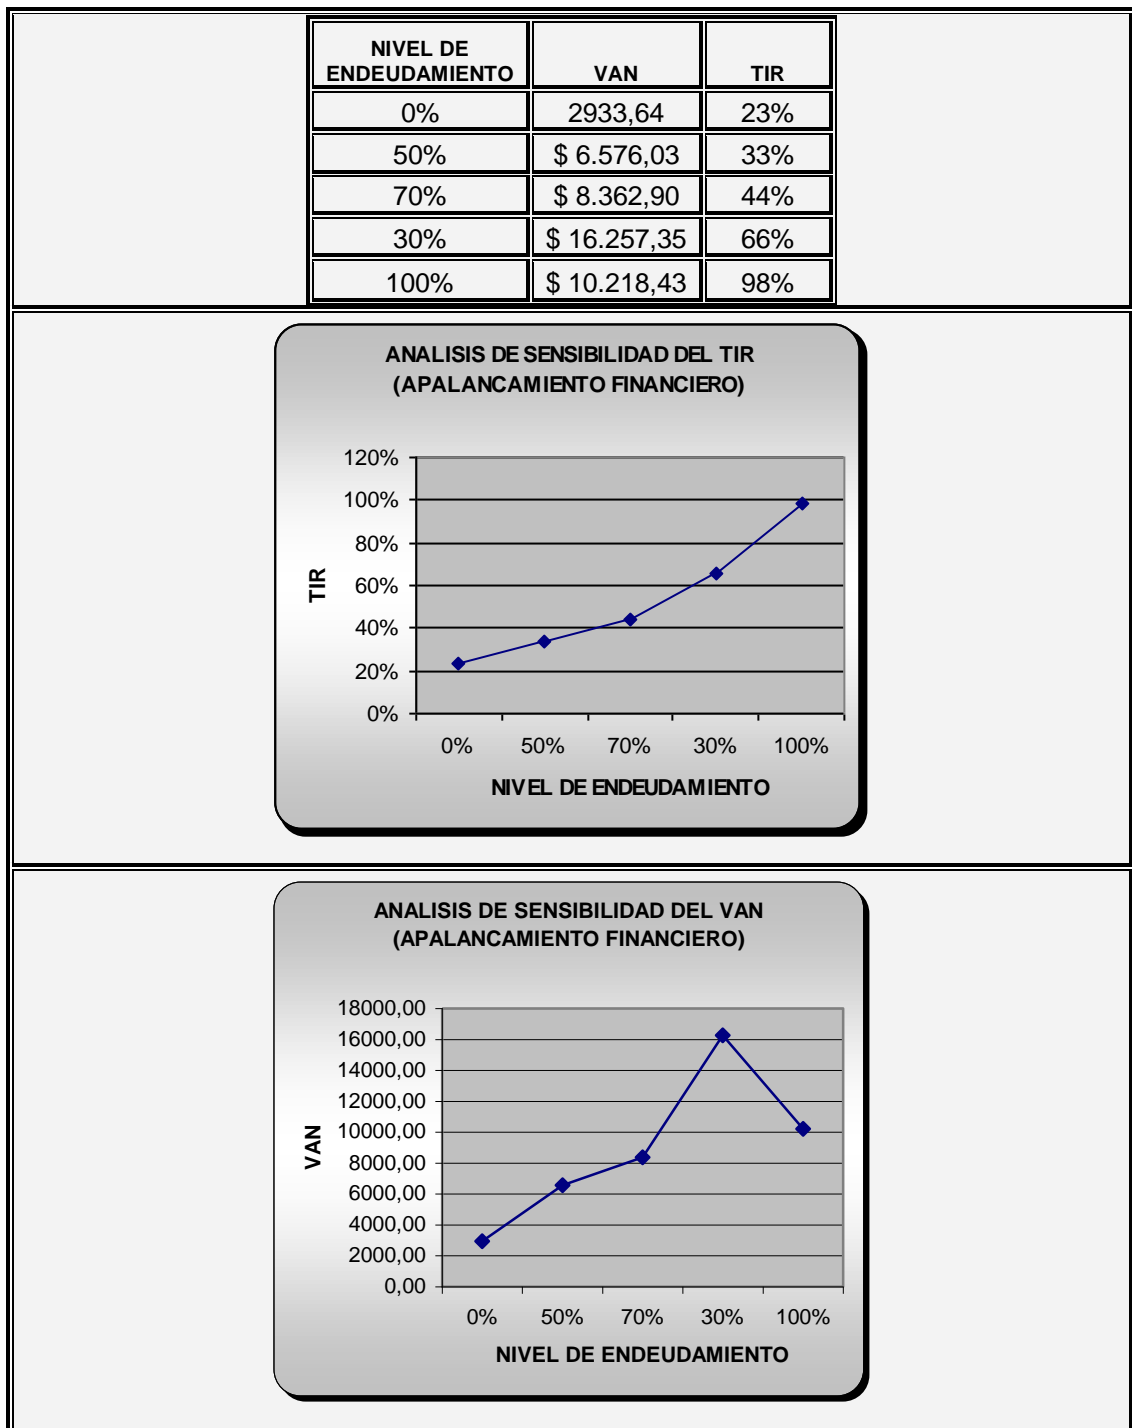 NIVEL DE
ENDEUDAMIENTO VAN TIR
0% 2933,64 23%
50% $ 6.576,03 33%
70% $ 8.362,90 44%
30% $ 16.257,35 66%
100% $ 10.218,43 98%
ANALISIS DE SENSIBILIDAD DEL TIR
(APALANCAMIENTO FINANCIERO)
120%
100%
80%
60%
40%
20%
0%
TIR
0% 50% 70% 30% 100%
NIVEL DE ENDEUDAMIENTO
ANALISIS DE SENSIBILIDAD DEL VAN
(APALANCAMIENTO FINANCIERO)
18000,00
16000,00
14000,00
12000,00
10000,00
8000,00
6000,00
4000,00
2000,00
0,00
VAN
0% 50% 70% 30% 100%
NIVEL DE ENDEUDAMIENTO